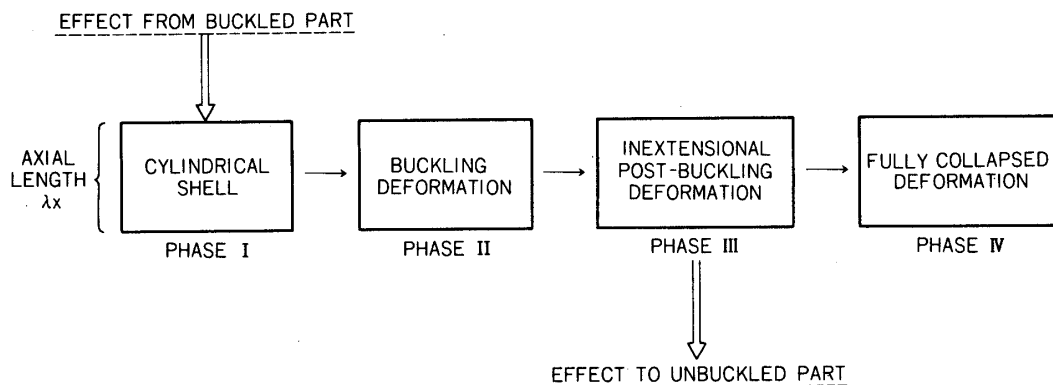 EFFECT FROM BUCKLED PART
AXIAL
LENGTH
λx
CYLINDRICAL
SHELL
PHASE I
BUCKLING
DEFORMATION
PHASE II
INEXTENSIONAL
POST-BUCKLING
DEFORMATION
PHASE III
FULLY COLLAPSED
DEFORMATION
PHASE IV
EFFECT TO UNBUCKLED PART